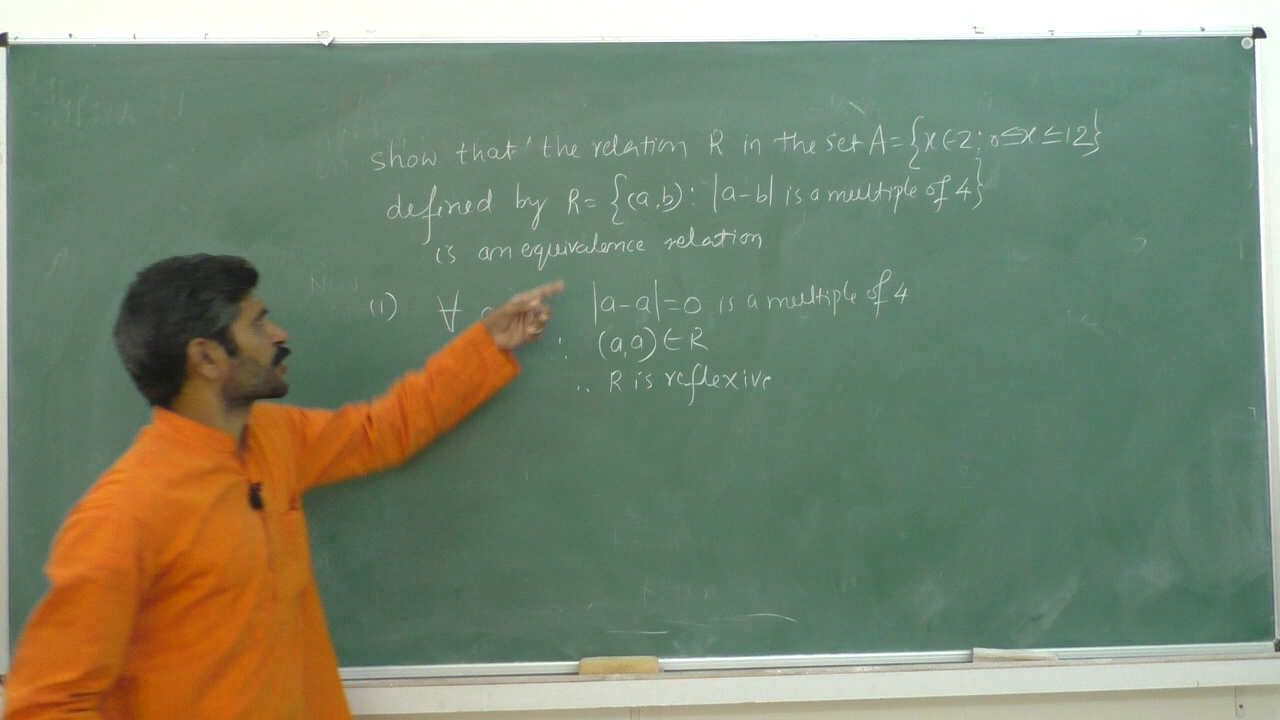 show that the relation R in the set A={x∈Z; 0≤x≤12}
defined by R={(a,b): |a-b| is a multiple of 4}
is an equivalence relation
(1) ∀ |a-a|=0 is a multiple of 4
∴ (a,a)∈R
∴ R is reflexive